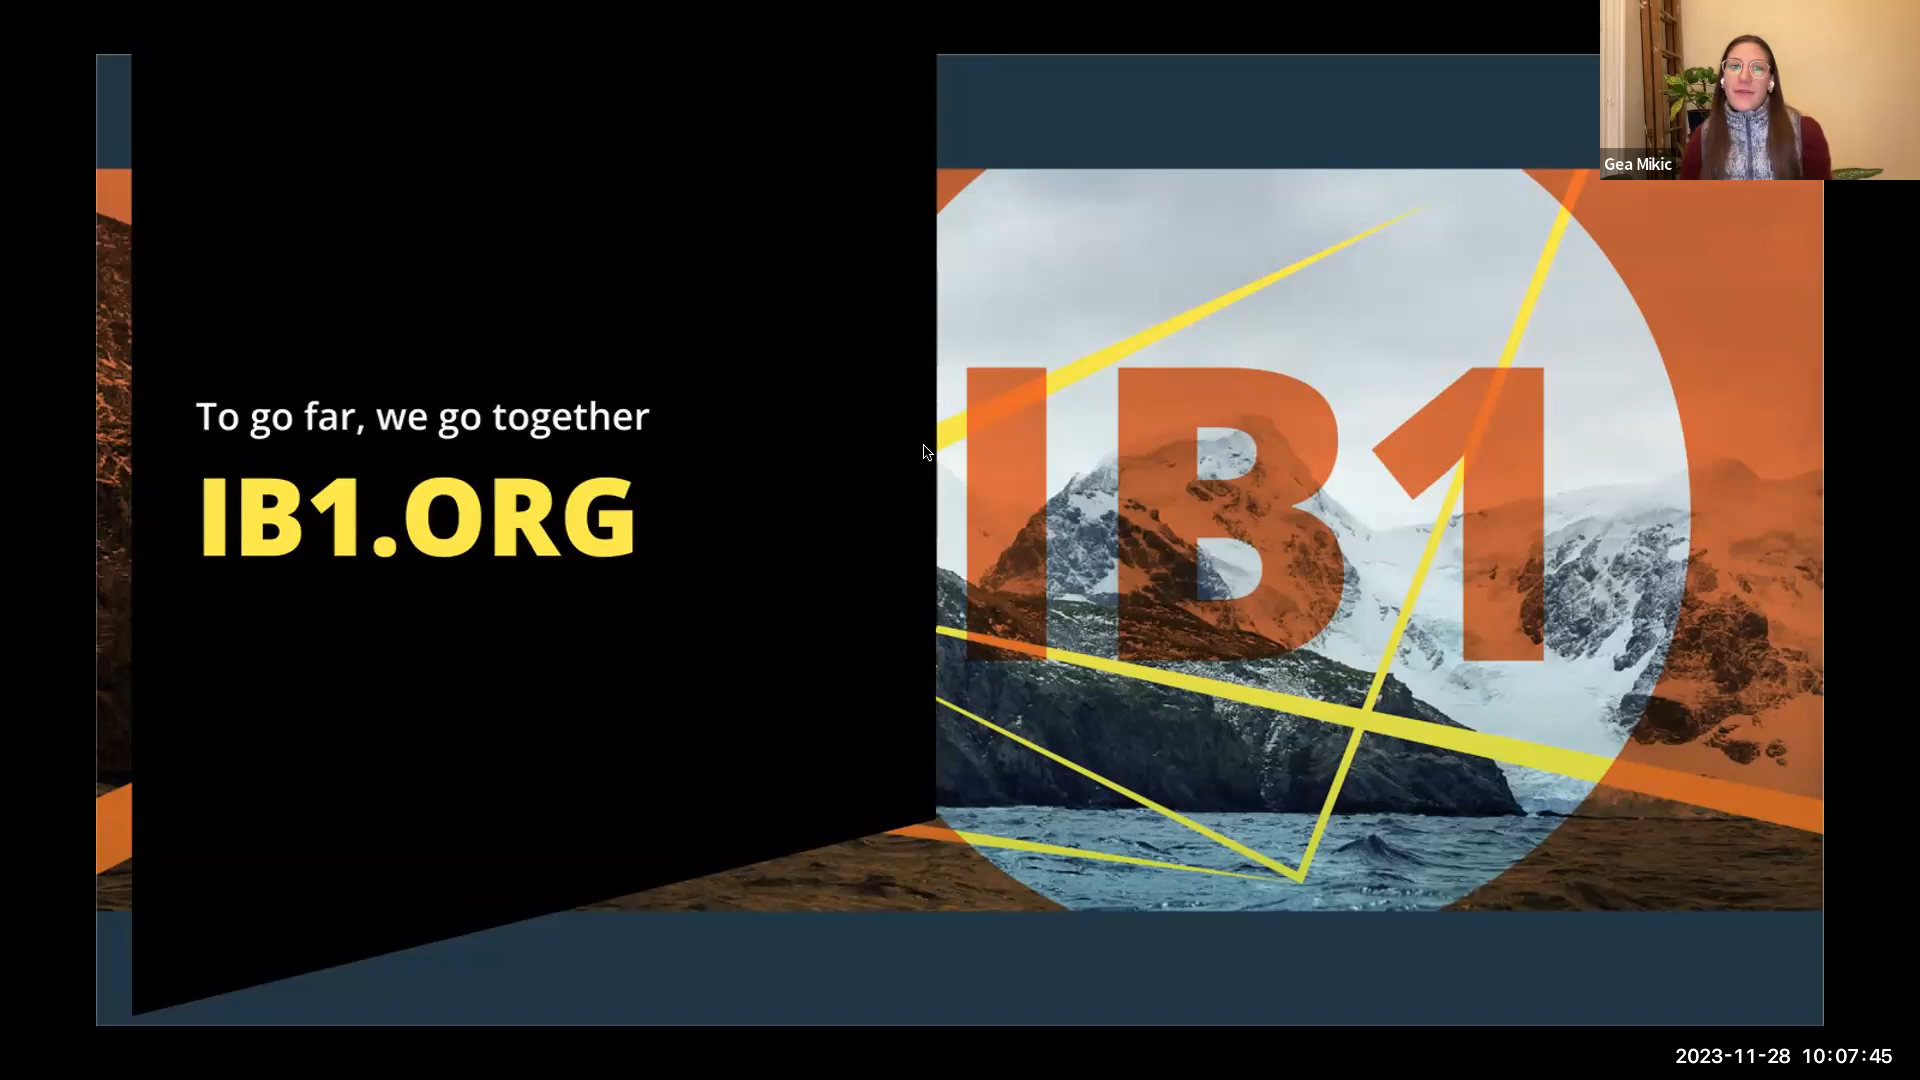 To go far, we go together
IB1.ORG
IB1
Gea Mikic
2023-11-28 10:07:45